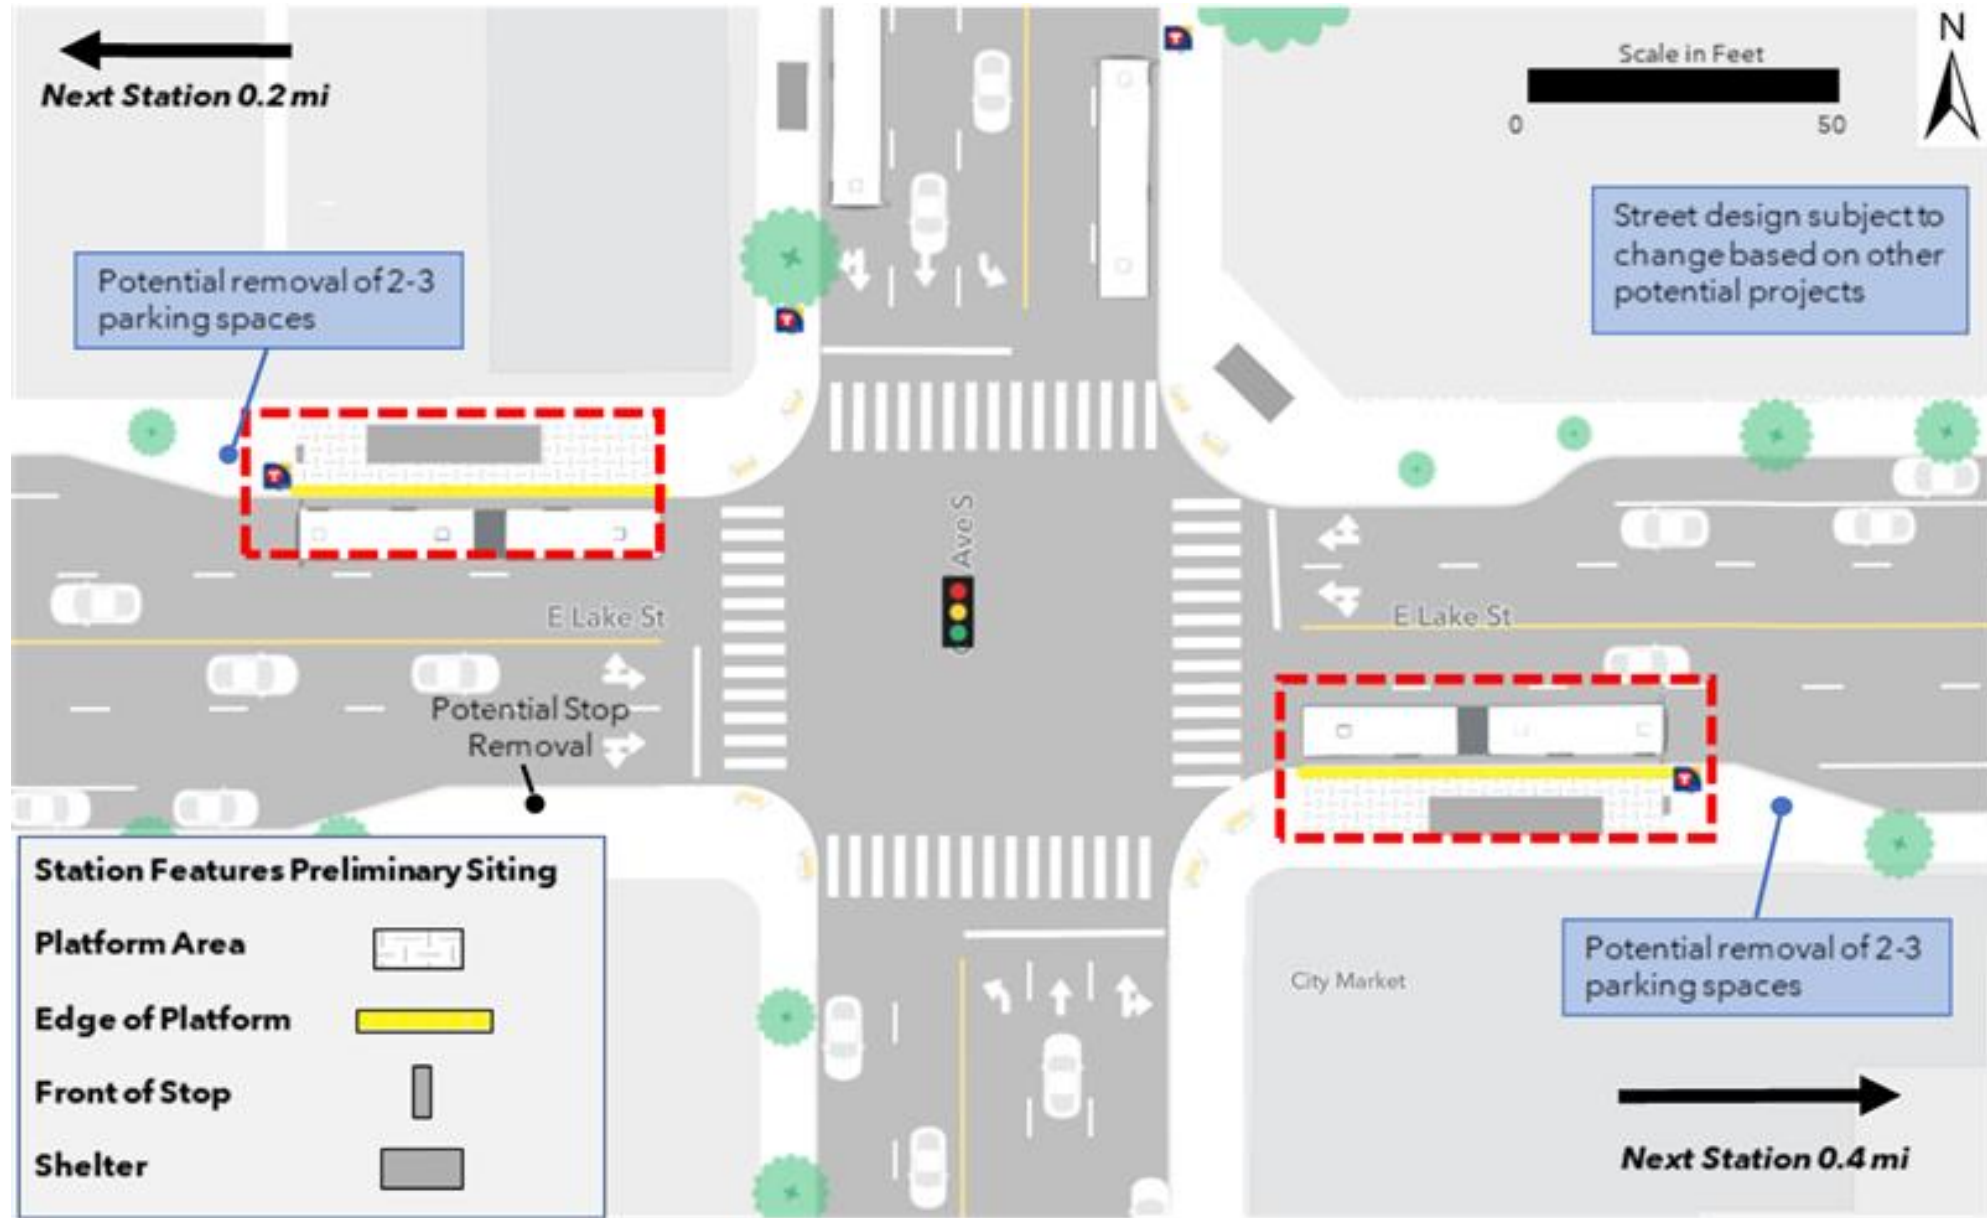 N
Scale in Feet
0 50
Next Station 0.2 mi
Street design subject to
change based on other
potential projects
Potential removal of 2-3
parking spaces
T
T
T
Ave S
E Lake St
E Lake St
Potential Stop
Removal
T
Station Features Preliminary Siting
Platform Area
Edge of Platform
Front of Stop
Shelter
City Market
Potential removal of 2-3
parking spaces
Next Station 0.4 mi